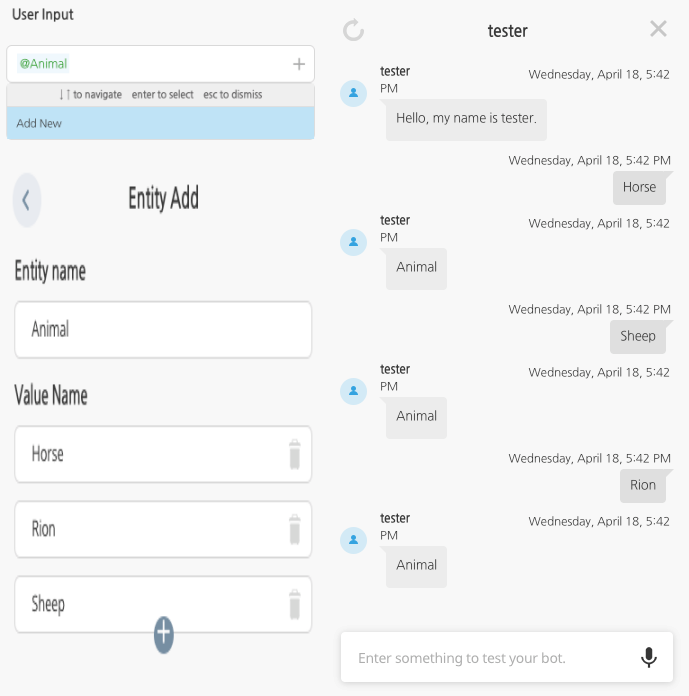 User Input
@Animal
↓↑ to navigate enter to select esc to dismiss
Add New
Entity Add
Entity name
Animal
Value Name
Horse
Rion
Sheep
tester
tester Wednesday, April 18, 5:42
PM
Hello, my name is tester.
Wednesday, April 18, 5:42 PM
Horse
tester Wednesday, April 18, 5:42
PM
Animal
Wednesday, April 18, 5:42 PM
Sheep
tester Wednesday, April 18, 5:42
PM
Animal
Wednesday, April 18, 5:42 PM
Rion
tester Wednesday, April 18, 5:42
PM
Animal
Enter something to test your bot.